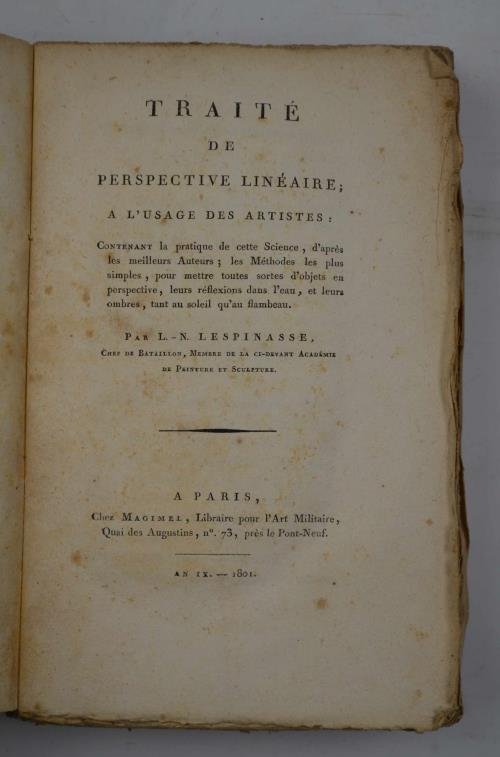 TRAITÉ
DE
PERSPECTIVE LINÉAIRE;
A L'USAGE DES ARTISTES:
CONTENANT la pratique de cette Science, d'après
les meilleurs Auteurs; les Méthodes les plus
simples, pour mettre toutes sortes d'objets en
perspective, leurs réflexions dans l'eau, et leurs
ombres, tant au soleil qu'au flambeau.
PAR L.-N. LESPINASSE,
CHEF DE BATAILLON, MEMBRE DE LA CI-DEVANT ACADÉMIE
DE PEINTURE ET SCULPTURE.
A PARIS,
Chez MAGIMEL, Libraire pour l'Art Militaire,
Quai des Augustins, n°. 73, près le Pont-Neuf.
AN IX. — 1801.